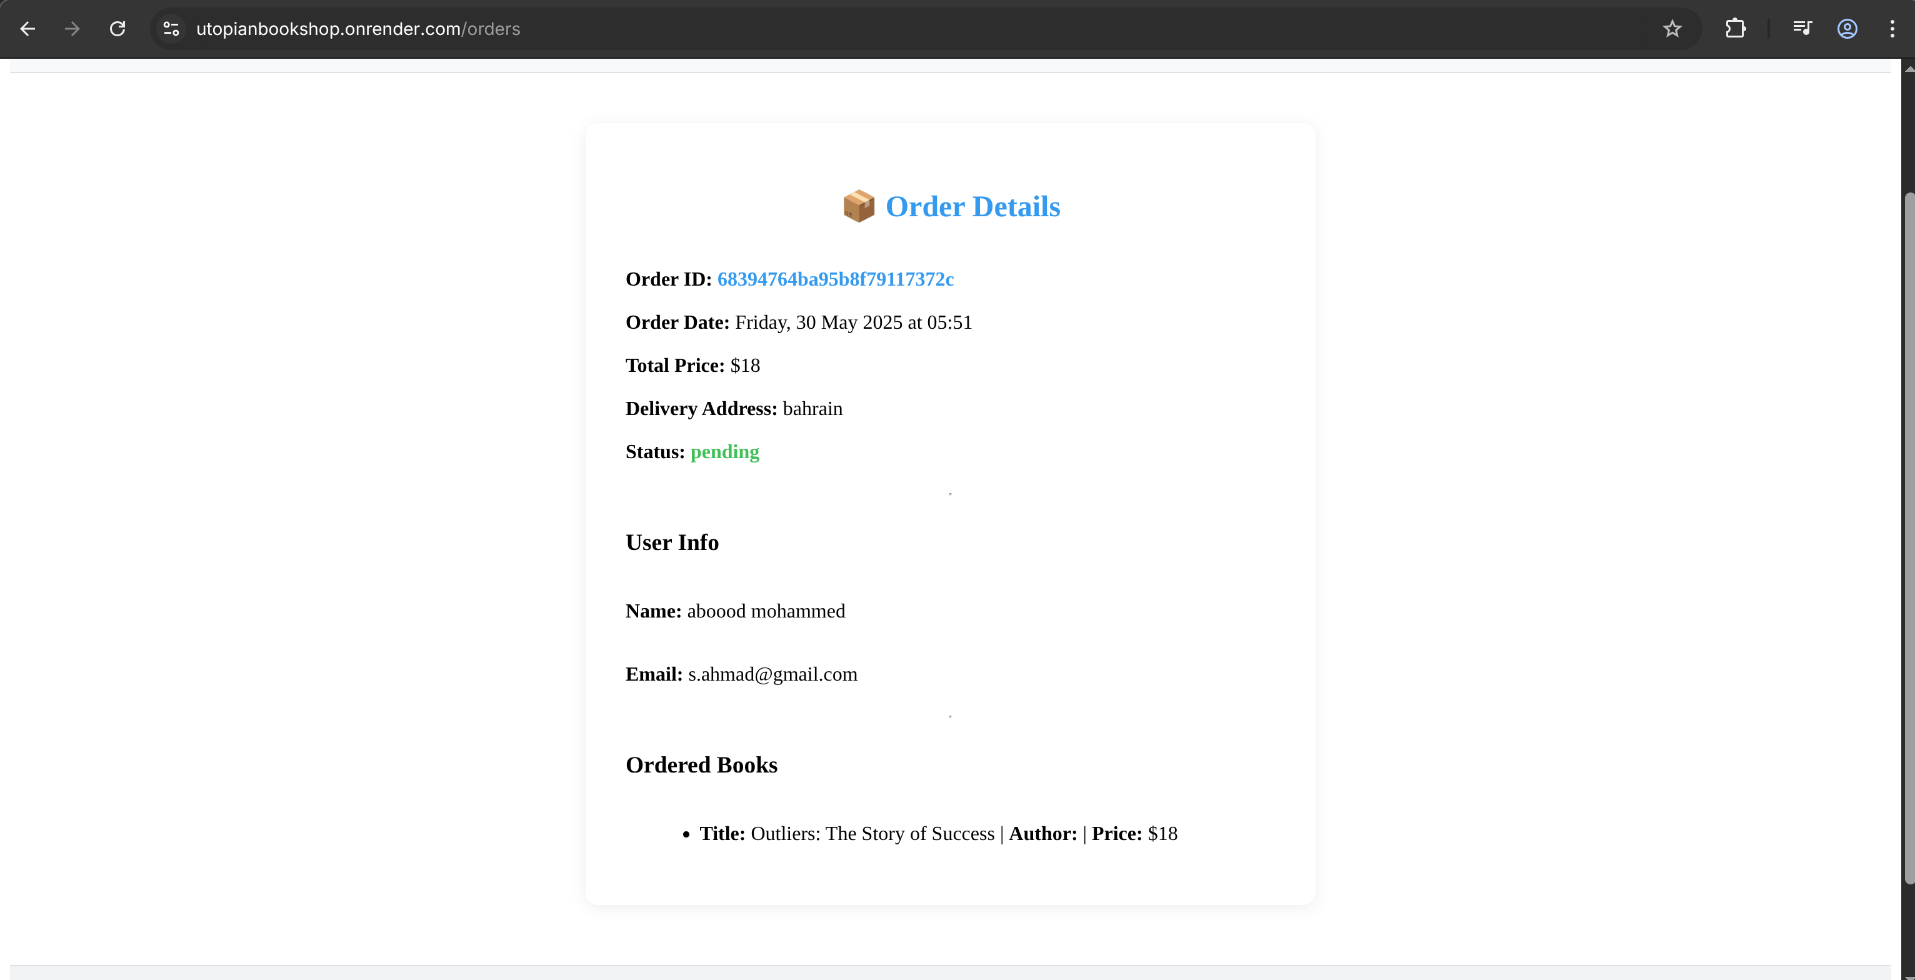 utopianbookshop.onrender.com/orders
📦 Order Details
Order ID: 68394764ba95b8f79117372c
Order Date: Friday, 30 May 2025 at 05:51
Total Price: $18
Delivery Address: bahrain
Status: pending
User Info
Name: aboood mohammed
Email: s.ahmad@gmail.com
Ordered Books
• Title: Outliers: The Story of Success | Author: | Price: $18